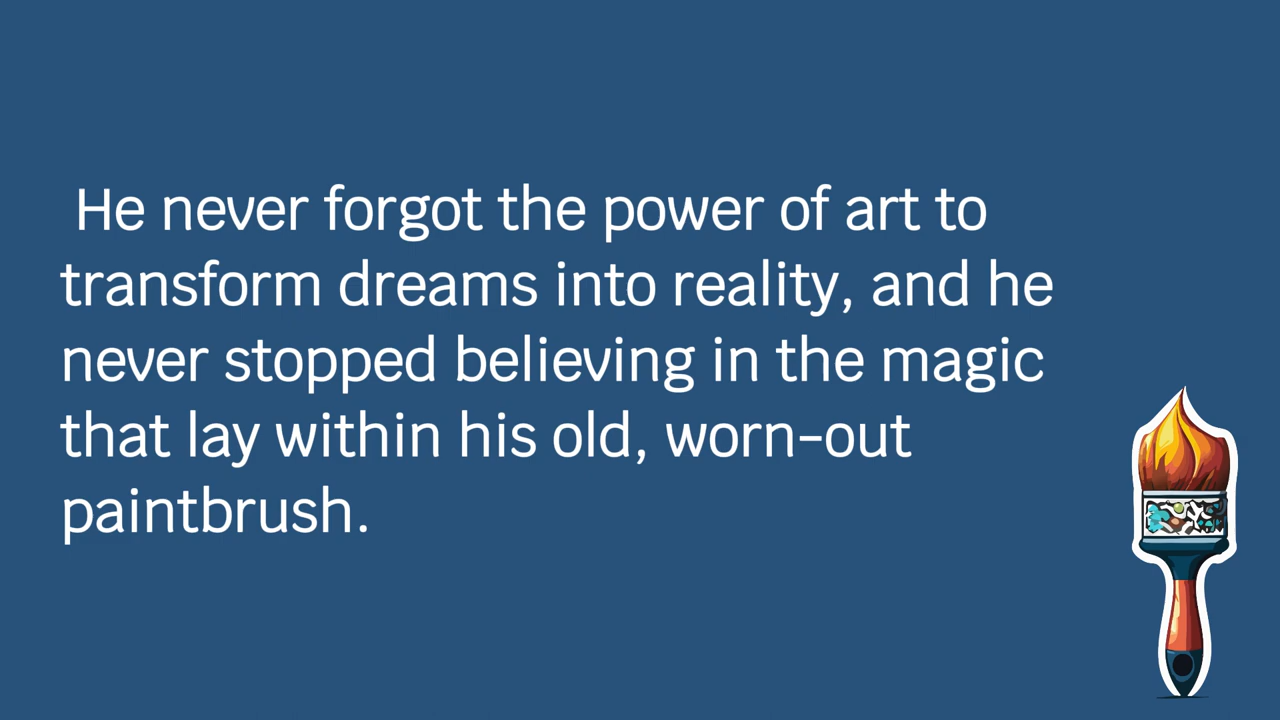 He never forgot the power of art to
transform dreams into reality, and he
never stopped believing in the magic
that lay within his old, worn-out
paintbrush.